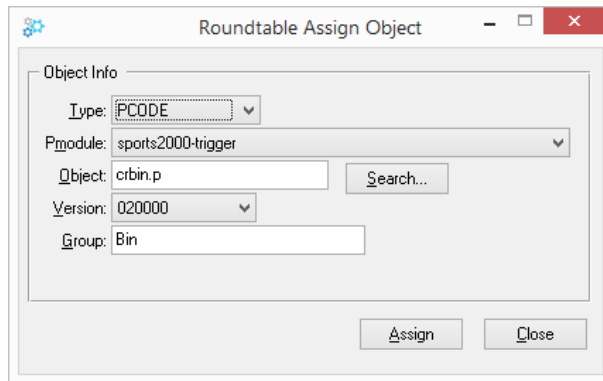 Roundtable Assign Object
Object Info
Type: PCODE
Pmodule: sports2000-trigger
Object: crbin.p Search...
Version: 020000
Group: Bin
Assign Close